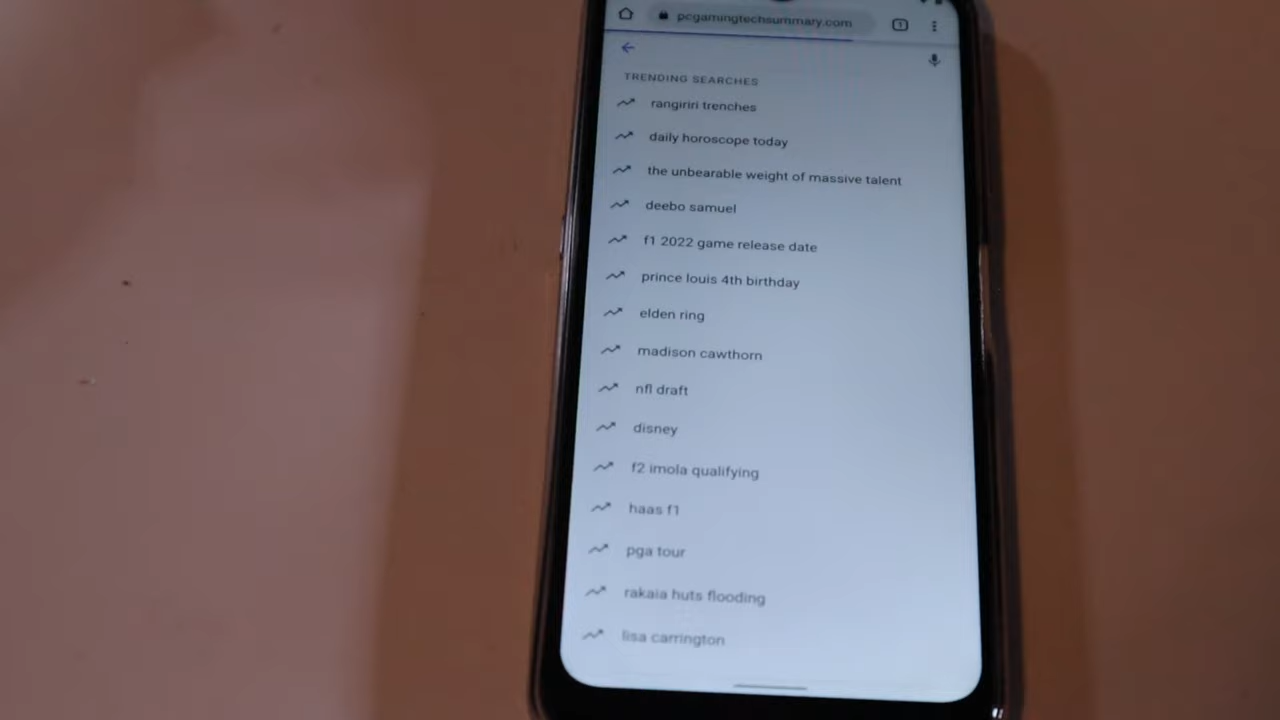 pcgamingtechsummary.com
1
TRENDING SEARCHES
rangiriri trenches
daily horoscope today
the unbearable weight of massive talent
deebo samuel
f1 2022 game release date
prince louis 4th birthday
elden ring
madison cawthorn
nfl draft
disney
f2 imola qualifying
haas f1
pga tour
rakaia huts flooding
lisa carrington